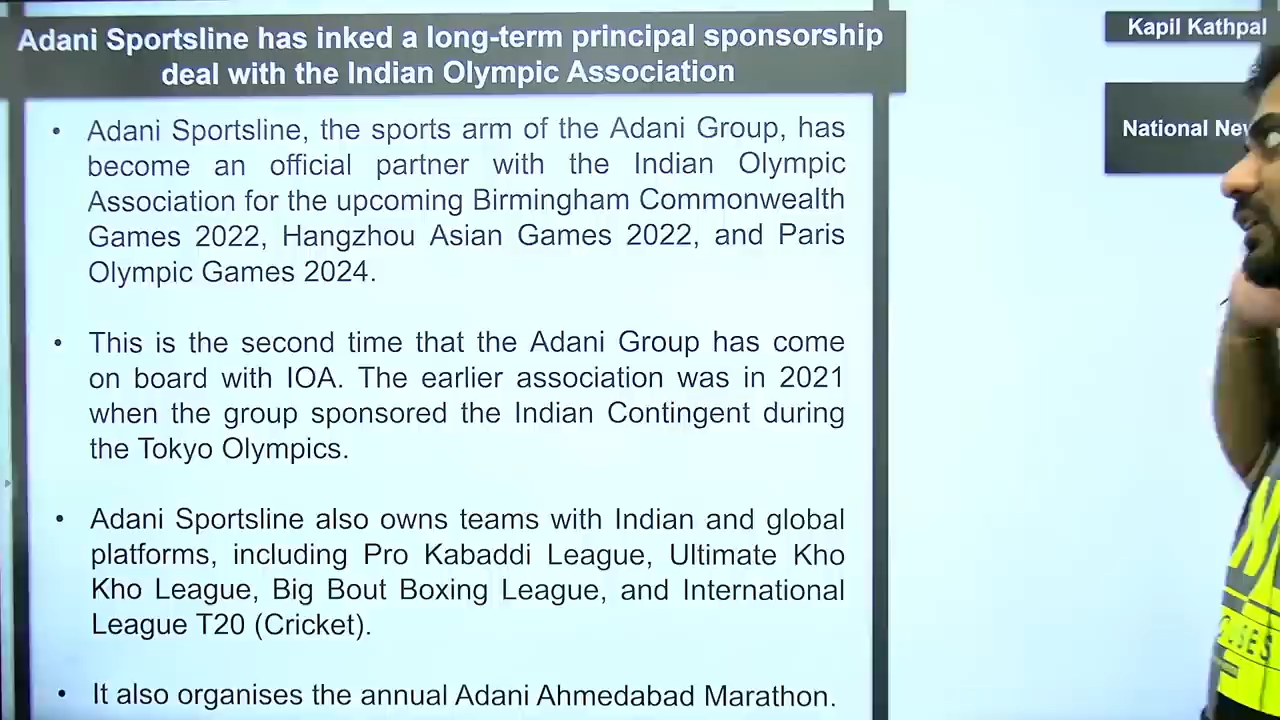 Adani Sportsline has inked a long-term principal sponsorship
deal with the Indian Olympic Association
Kapil Kathpal
National New
• Adani Sportsline, the sports arm of the Adani Group, has
become an official partner with the Indian Olympic
Association for the upcoming Birmingham Commonwealth
Games 2022, Hangzhou Asian Games 2022, and Paris
Olympic Games 2024.
• This is the second time that the Adani Group has come
on board with IOA. The earlier association was in 2021
when the group sponsored the Indian Contingent during
the Tokyo Olympics.
• Adani Sportsline also owns teams with Indian and global
platforms, including Pro Kabaddi League, Ultimate Kho
Kho League, Big Bout Boxing League, and International
League T20 (Cricket).
• It also organises the annual Adani Ahmedabad Marathon.